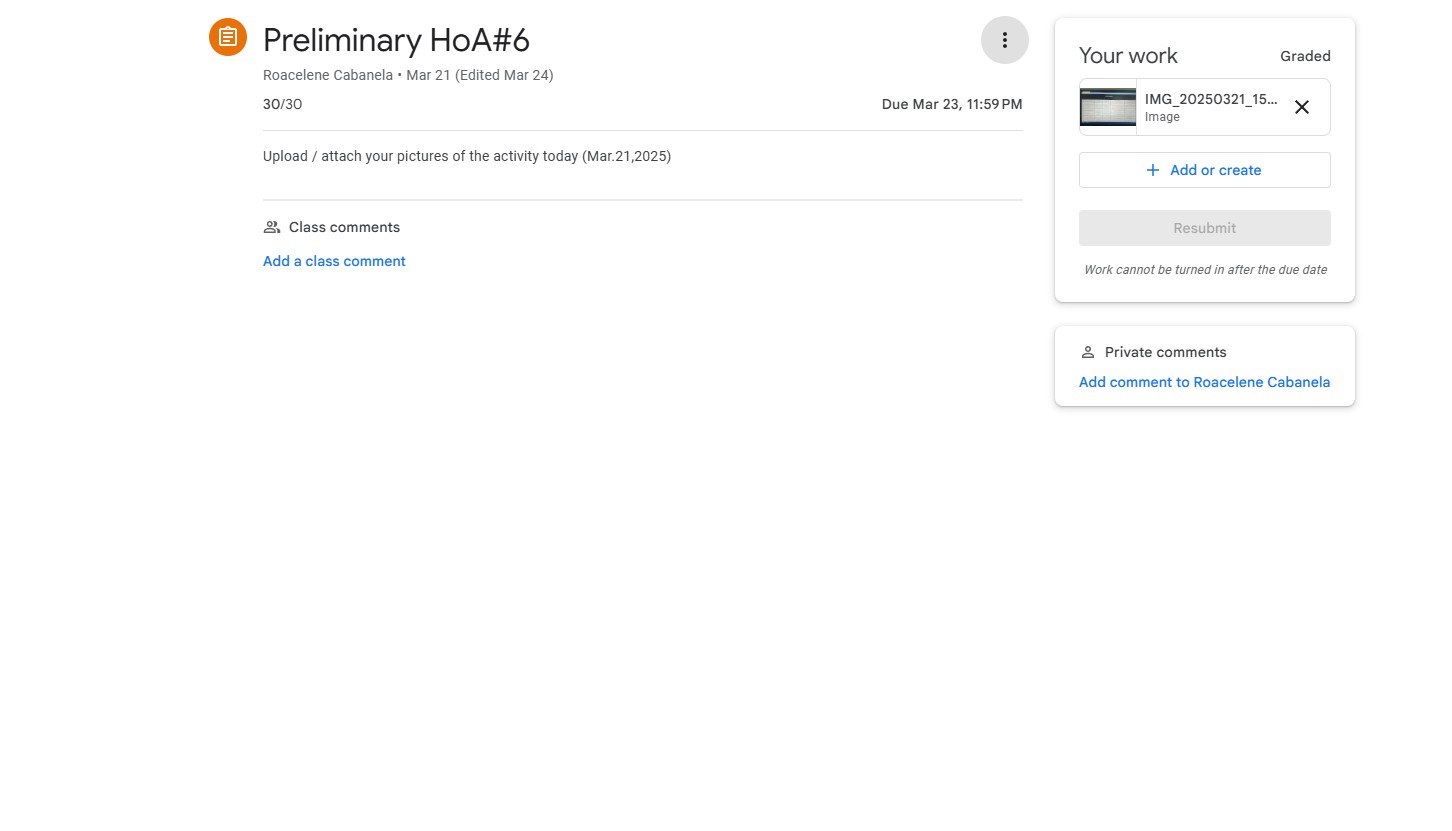 Preliminary HoA#6
Roacelene Cabanela • Mar 21 (Edited Mar 24)
30/30
Due Mar 23, 11:59 PM
Upload / attach your pictures of the activity today (Mar.21,2025)
Class comments
Add a class comment
Your work
Graded
IMG_20250321_15...
Image
Add or create
Resubmit
Work cannot be turned in after the due date
Private comments
Add comment to Roacelene Cabanela